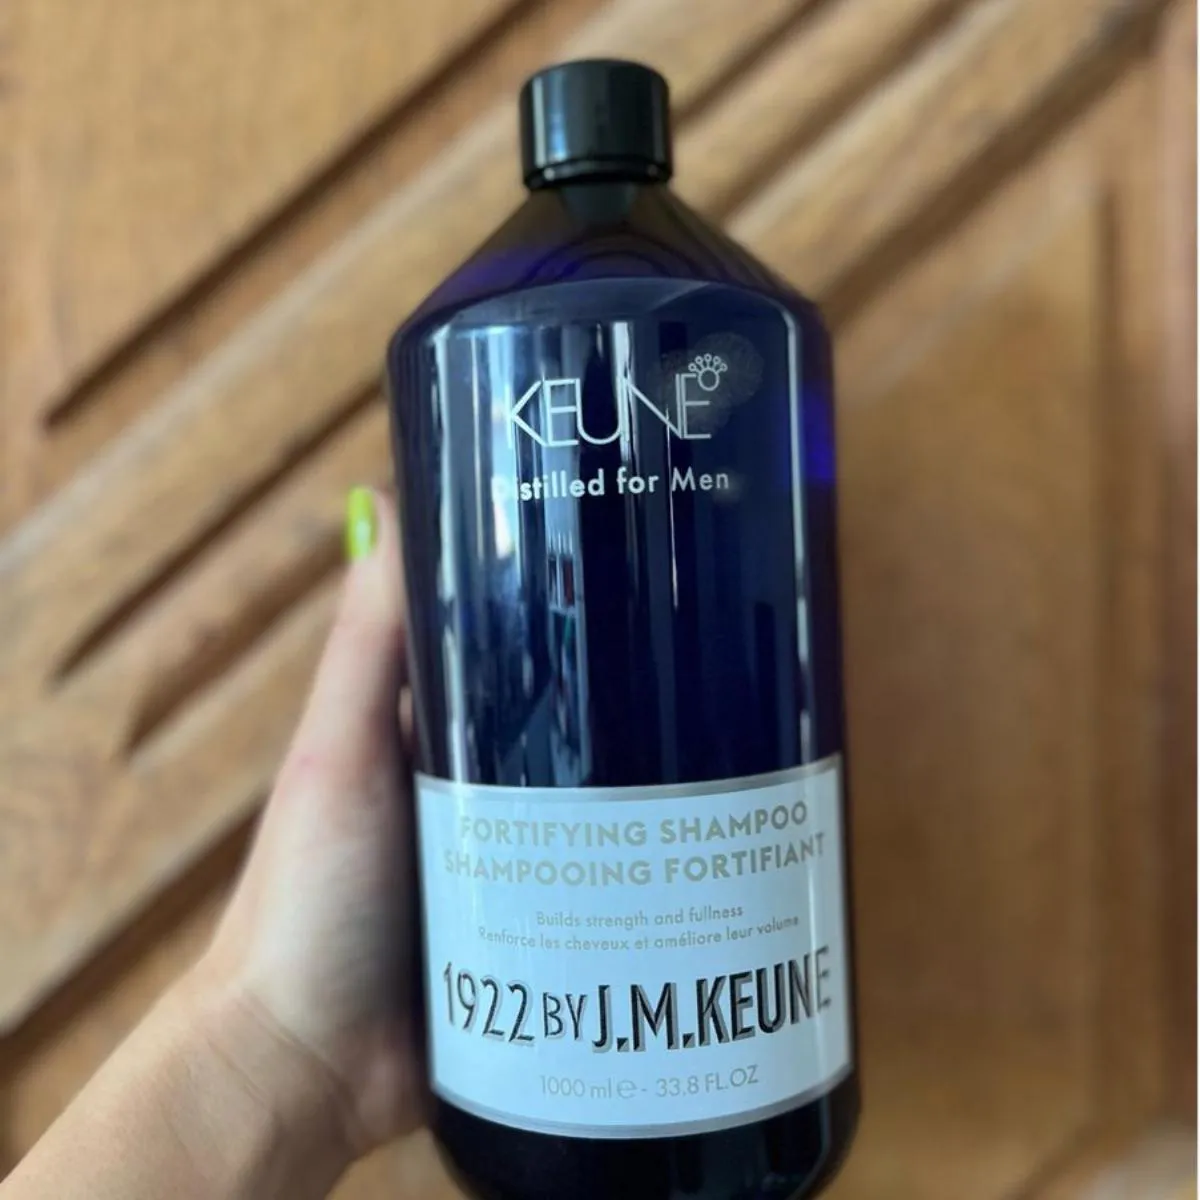 KEUNE
Distilled for Men
FORTIFYING SHAMPOO
SHAMPOOING FORTIFIANT
Builds strength and fullness
Renforce les cheveux et améliore leur volume
1922 BY J.M.KEUNE
1000 ml ℮ - 33.8 FL.OZ